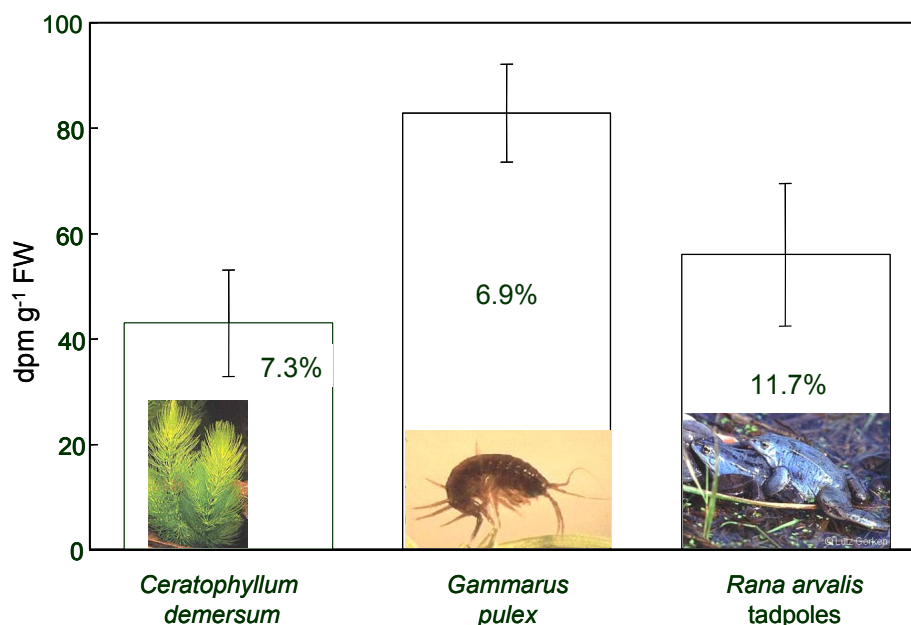 100
80
60
40
20
0
dpm g⁻¹ FW
7.3%
6.9%
11.7%
© Lutz Gerken
Ceratophyllum
demersum
Gammarus
pulex
Rana arvalis
tadpoles